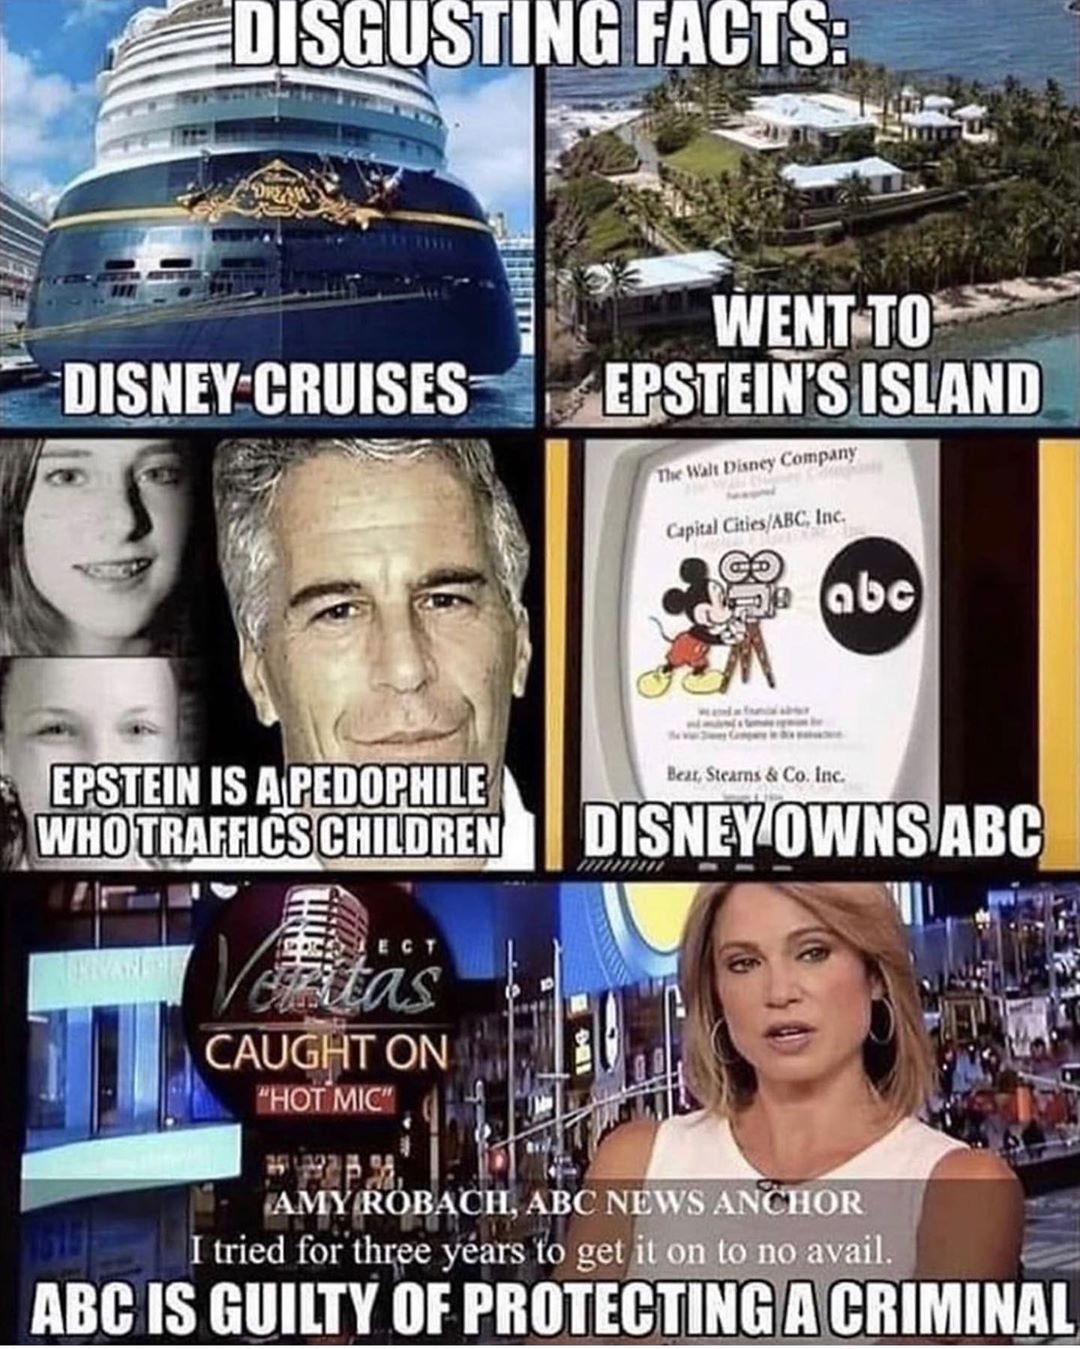 DISGUSTING FACTS:
Disney
DREAM
DISNEY CRUISES
WENT TO
EPSTEIN'S ISLAND
EPSTEIN IS A PEDOPHILE
WHO TRAFFICS CHILDREN
The Walt Disney Company
has acquired
Capital Cities/ABC, Inc.
abc
Bear, Stearns & Co. Inc.
DISNEY OWNS ABC
ECT
Veritas
CAUGHT ON
"HOT MIC"
AMY ROBACH, ABC NEWS ANCHOR
I tried for three years to get it on to no avail.
ABC IS GUILTY OF PROTECTING A CRIMINAL